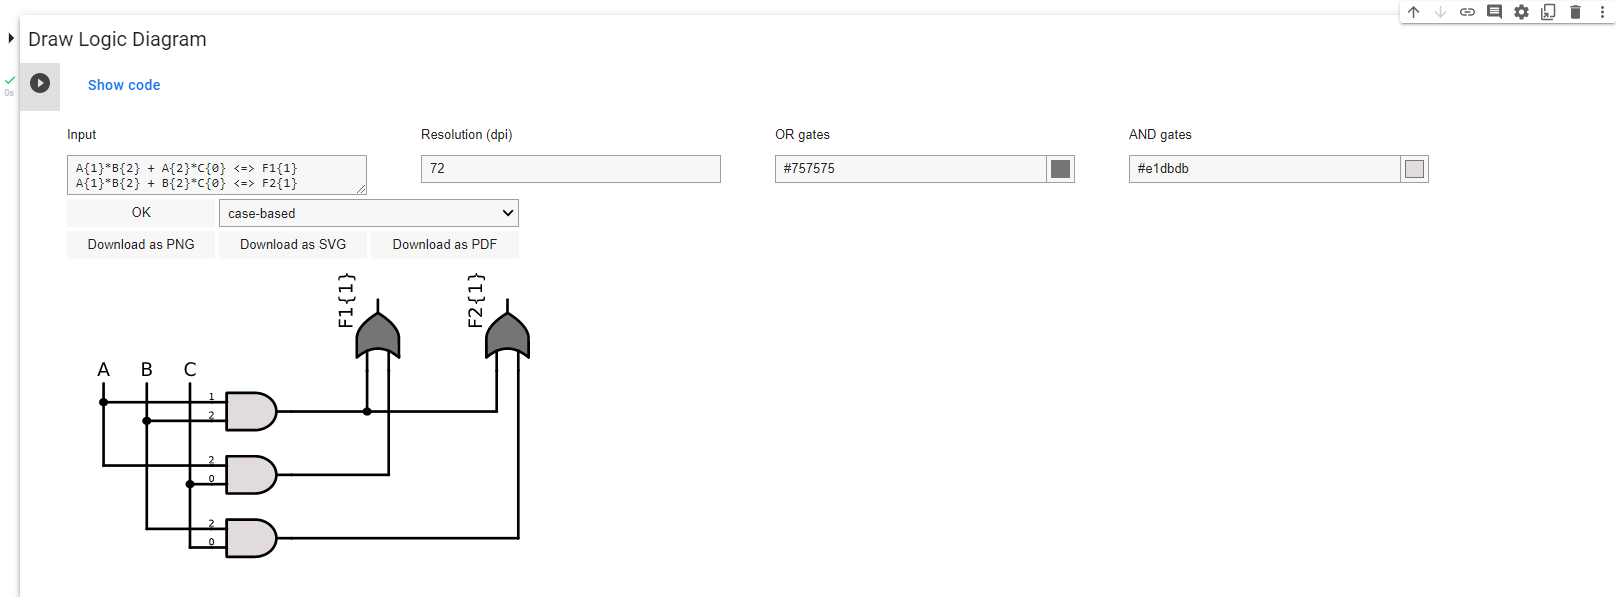 Draw Logic Diagram
0s
Show code
Input
Resolution (dpi)
OR gates
AND gates
A{1}*B{2} + A{2}*C{0} <=> F1{1}
A{1}*B{2} + B{2}*C{0} <=> F2{1}
72
#757575
#e1dbdb
OK
case-based
Download as PNG
Download as SVG
Download as PDF
F1{1}
F2{1}
A
B
C
1
2
2
0
2
0